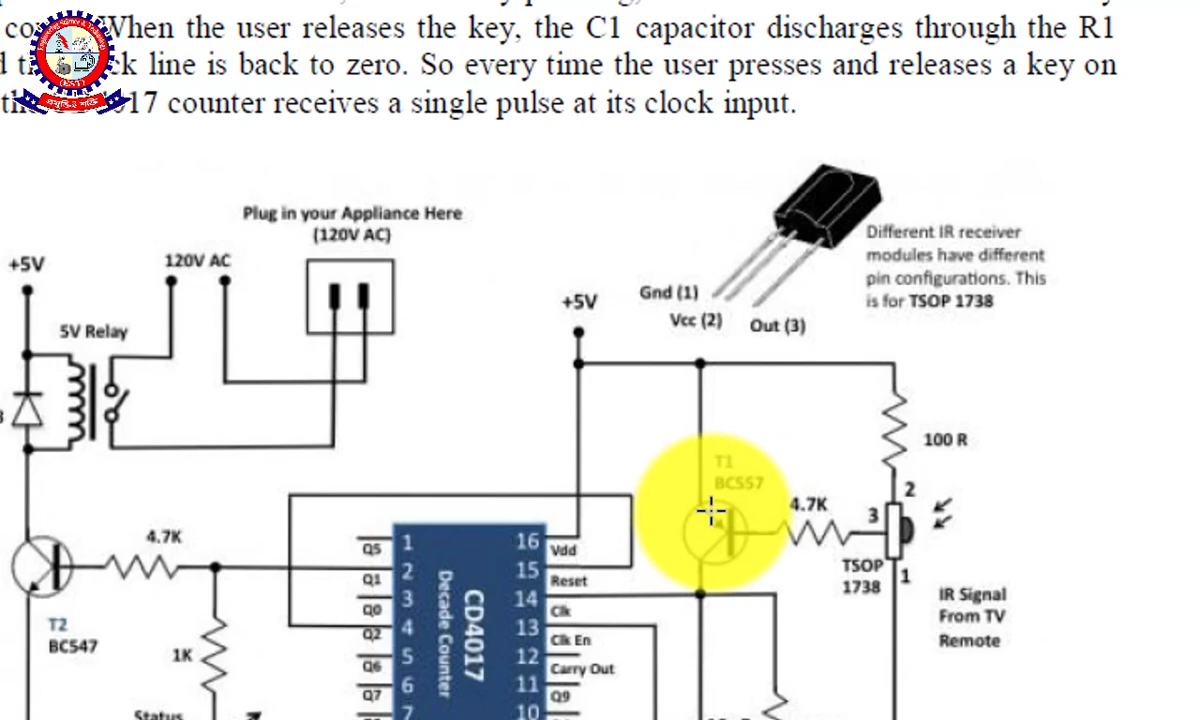 When the user releases the key, the C1 capacitor discharges through the R1
line is back to zero. So every time the user presses and releases a key on
17 counter receives a single pulse at its clock input.
Plug in your Appliance Here
(120V AC)
+5V
120V AC
5V Relay
Different IR receiver
modules have different
pin configurations. This
is for TSOP 1738
Gnd (1)
Vcc (2)
Out (3)
+5V
100 R
T1
BC557
4.7K
2
3
1
TSOP
1738
IR Signal
From TV
Remote
4.7K
T2
BC547
1K
Status
CD4017
Decade Counter
Q5 1
Q1 2
Q0 3
Q2 4
Q6 5
Q7 6
7
16 Vdd
15 Reset
14 Clk
13 Clk En
12 Carry Out
11 Q9
10